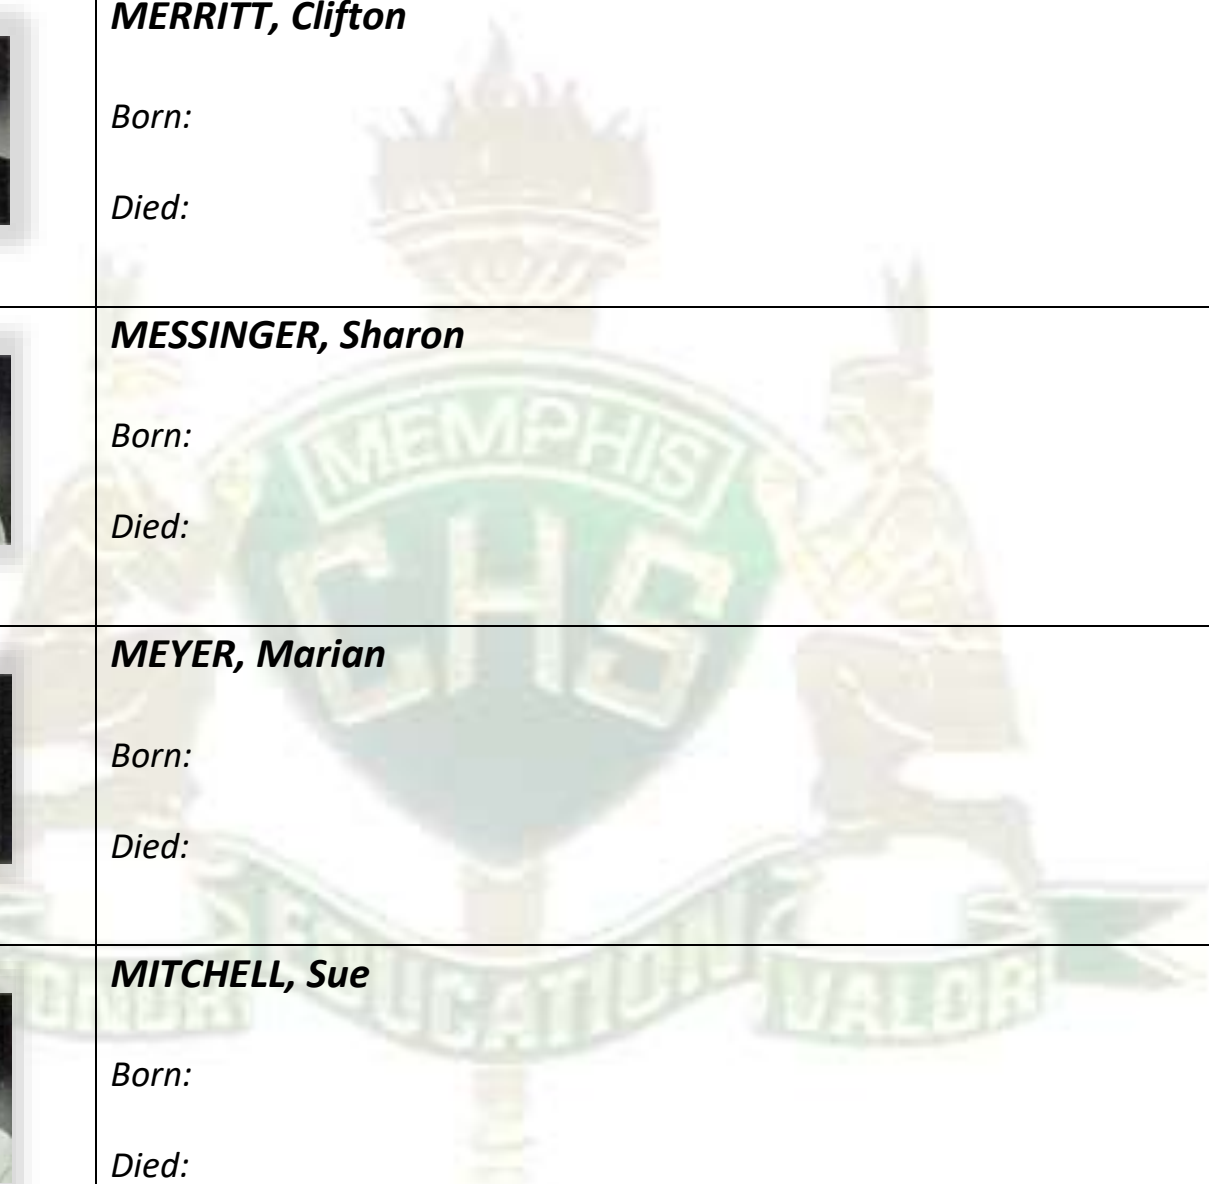 MERRITT, Clifton
Born:
Died:
MESSINGER, Sharon
Born:
Died:
MEYER, Marian
Born:
Died:
MITCHELL, Sue
Born:
Died:
MEMPHIS
CHS
EDUCATION
VALOR